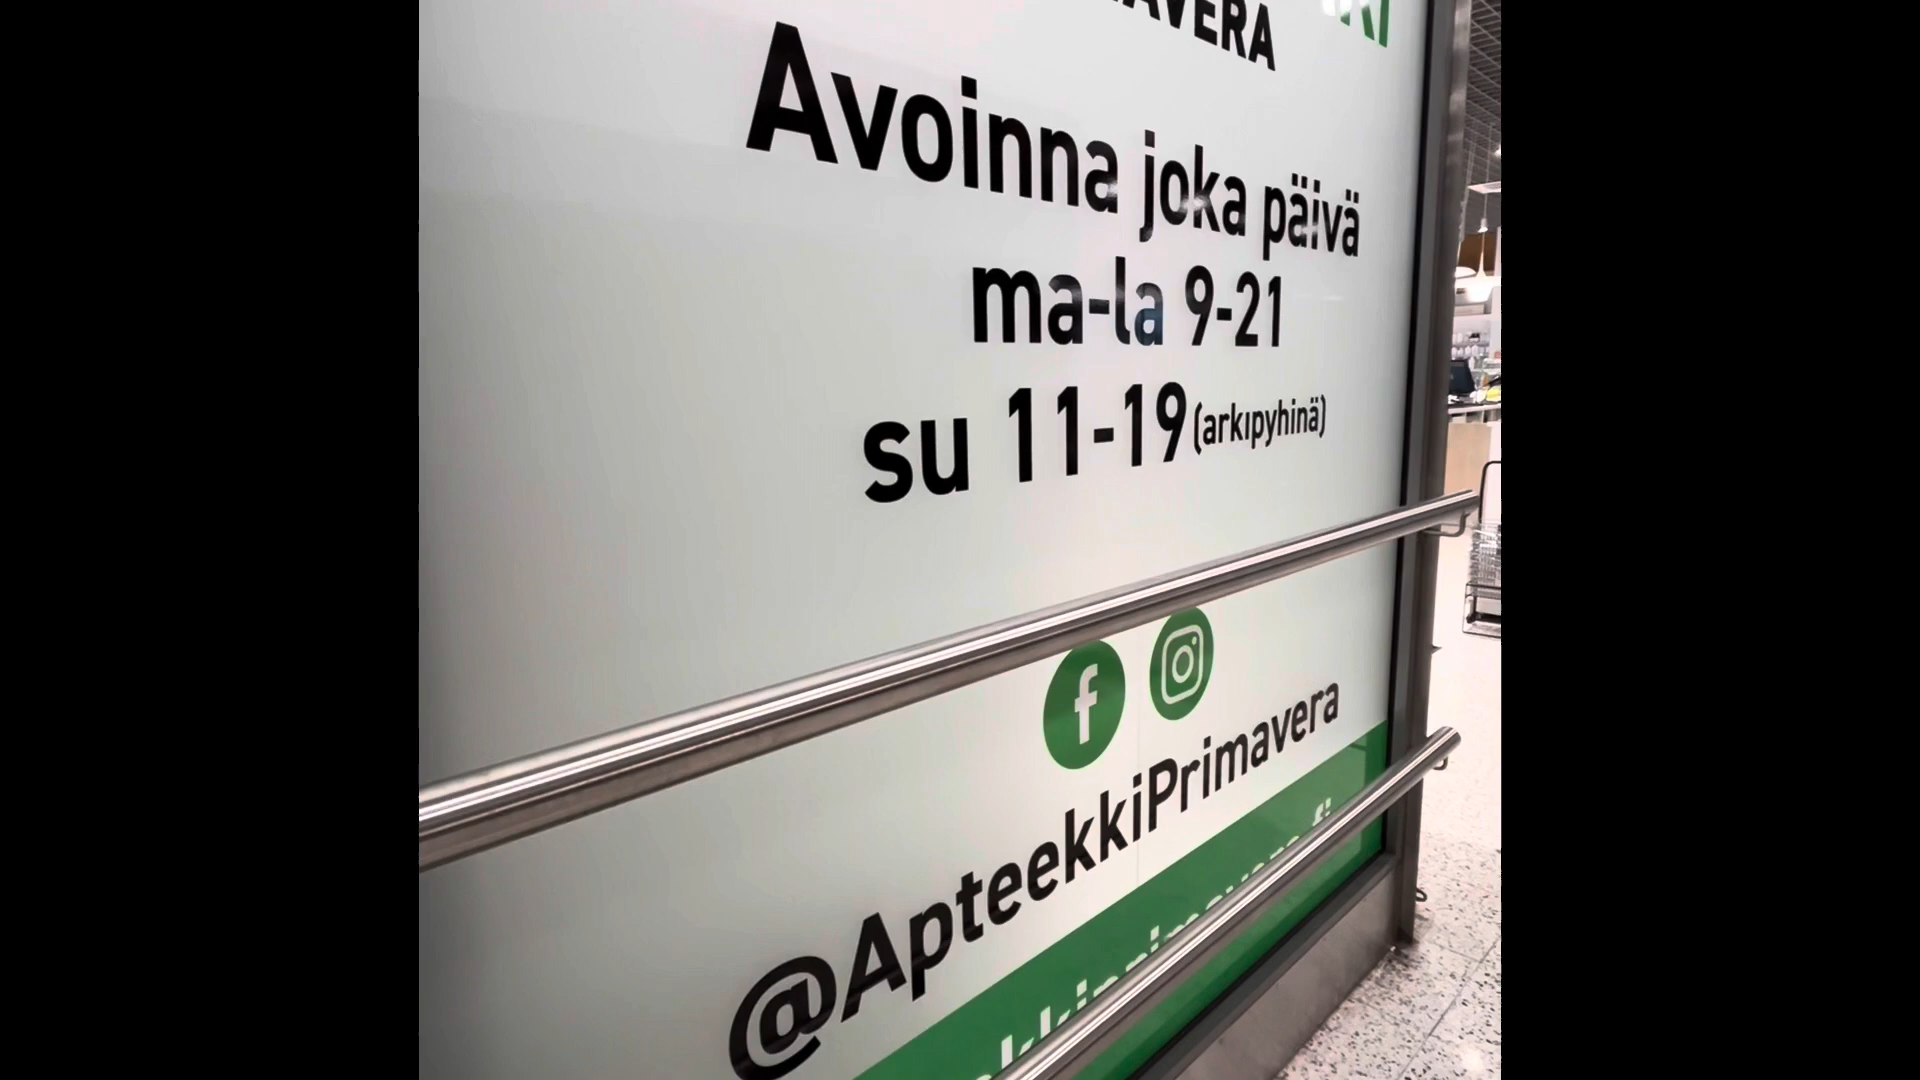 Avoinna joka päivä
ma-la 9-21
su 11-19 (arkipyhinä)
@ApteekkiPrimavera